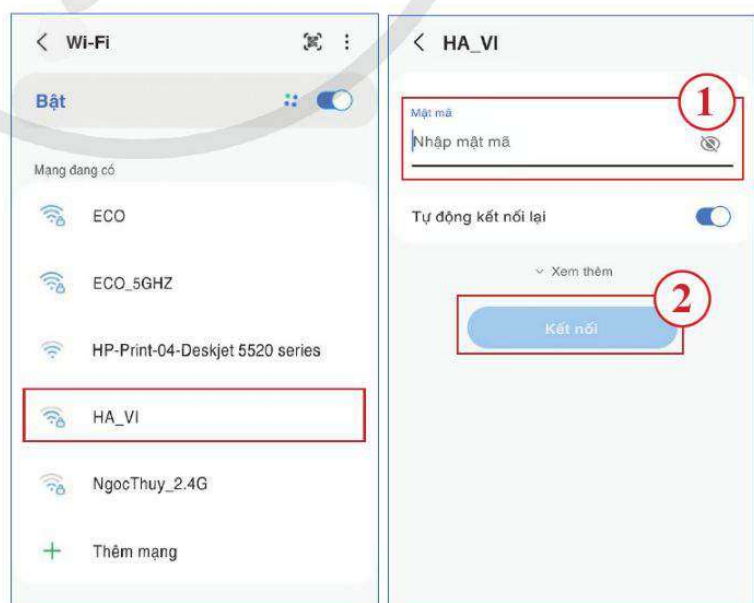 Wi-Fi
Bật
Mạng đang có
ECO
ECO_5GHZ
HP-Print-04-Deskjet 5520 series
HA_VI
NgocThuy_2.4G
Thêm mạng
HA_VI
1
Mật mã
Nhập mật mã
Tự động kết nối lại
Xem thêm
2
Kết nối